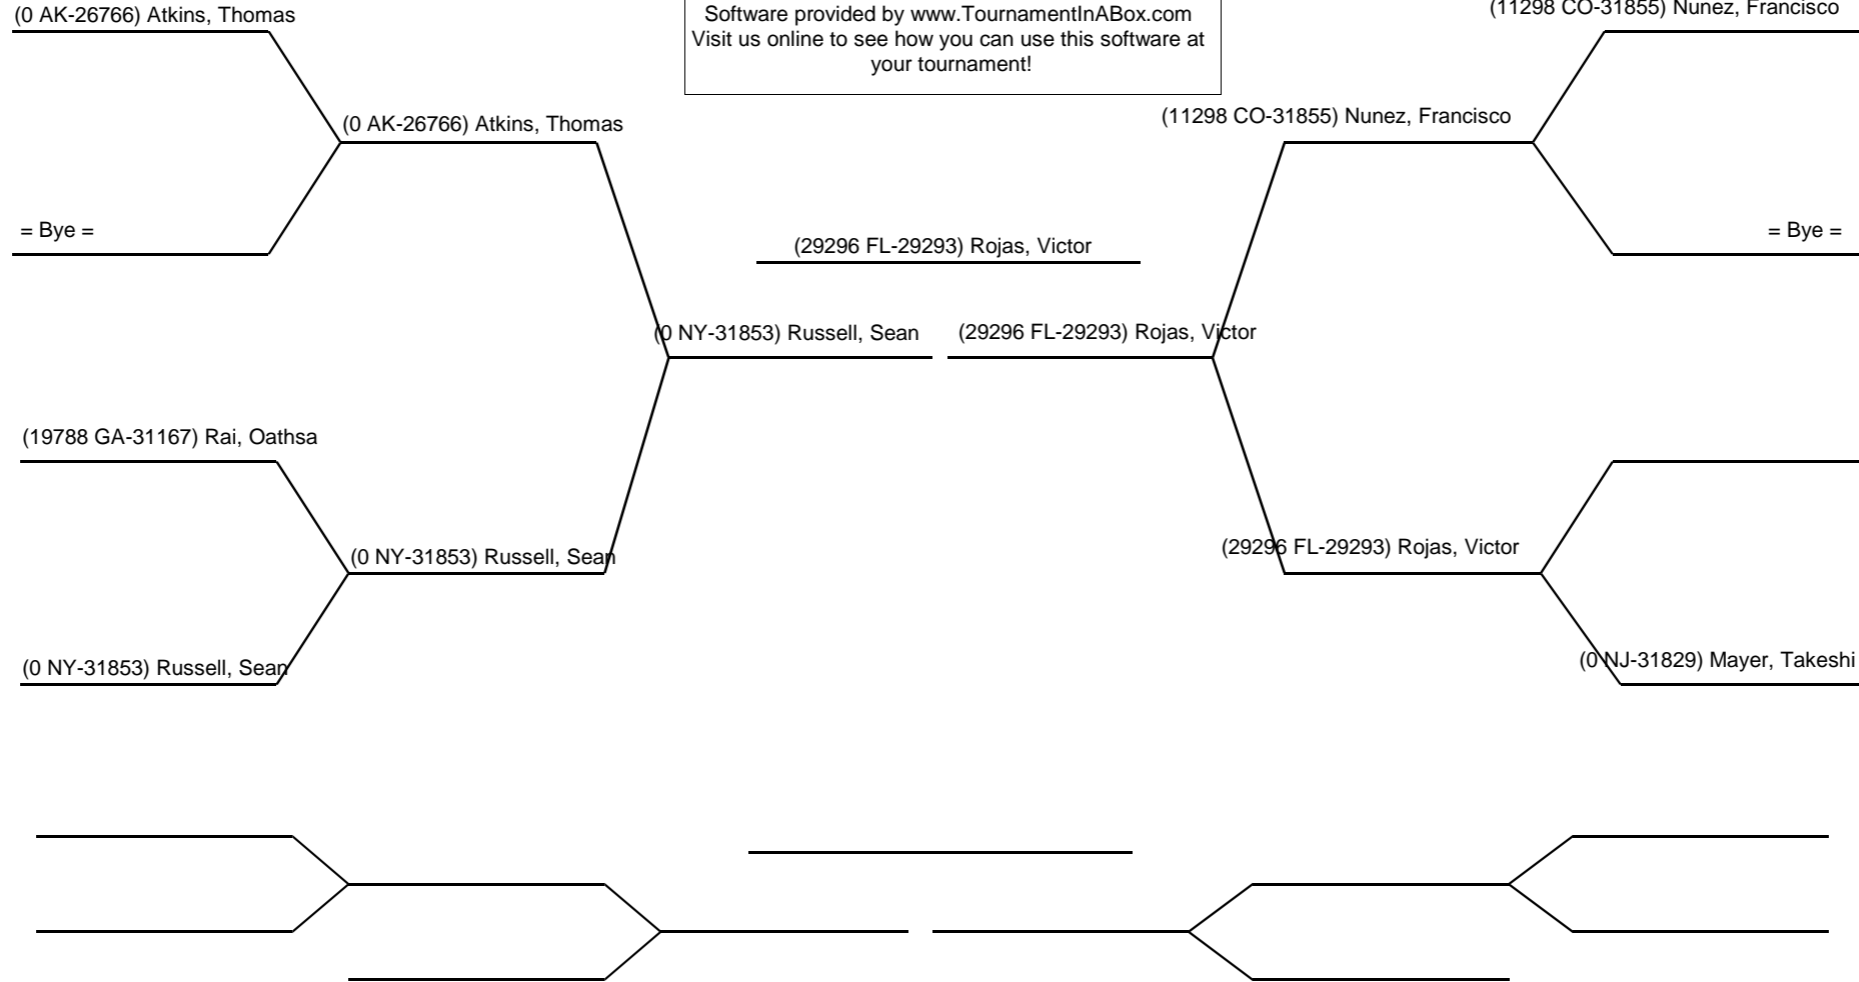 (0 AK-26766) Atkins, Thomas
Software provided by www.TournamentInABox.com
Visit us online to see how you can use this software at
your tournament!
(11298 CO-31855) Nunez, Francisco
(0 AK-26766) Atkins, Thomas
(11298 CO-31855) Nunez, Francisco
= Bye =
= Bye =
(29296 FL-29293) Rojas, Victor
(0 NY-31853) Russell, Sean
(29296 FL-29293) Rojas, Victor
(19788 GA-31167) Rai, Oathsa
(0 NY-31853) Russell, Sean
(29296 FL-29293) Rojas, Victor
(0 NY-31853) Russell, Sean
(0 NJ-31829) Mayer, Takeshi